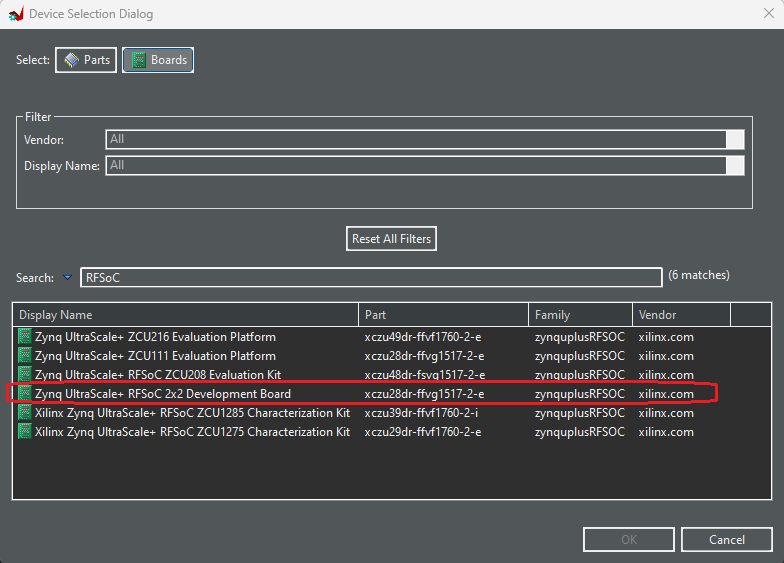 Device Selection Dialog
Select: Parts Boards
Filter
Vendor: All
Display Name: All
Reset All Filters
Search: RFSoC (6 matches)
Display Name Part Family Vendor
Zynq UltraScale+ ZCU216 Evaluation Platform xczu49dr-ffvf1760-2-e zynquplusRFSOC xilinx.com
Zynq UltraScale+ ZCU111 Evaluation Platform xczu28dr-ffvg1517-2-e zynquplusRFSOC xilinx.com
Zynq UltraScale+ RFSoC ZCU208 Evaluation Kit xczu48dr-fsvg1517-2-e zynquplusRFSOC xilinx.com
Zynq UltraScale+ RFSoC 2x2 Development Board xczu28dr-ffvg1517-2-e zynquplusRFSOC xilinx.com
Xilinx Zynq UltraScale+ RFSoC ZCU1285 Characterization Kit xczu39dr-ffvf1760-2-i zynquplusRFSOC xilinx.com
Xilinx Zynq UltraScale+ RFSoC ZCU1275 Characterization Kit xczu29dr-ffvf1760-2-e zynquplusRFSOC xilinx.com
OK Cancel